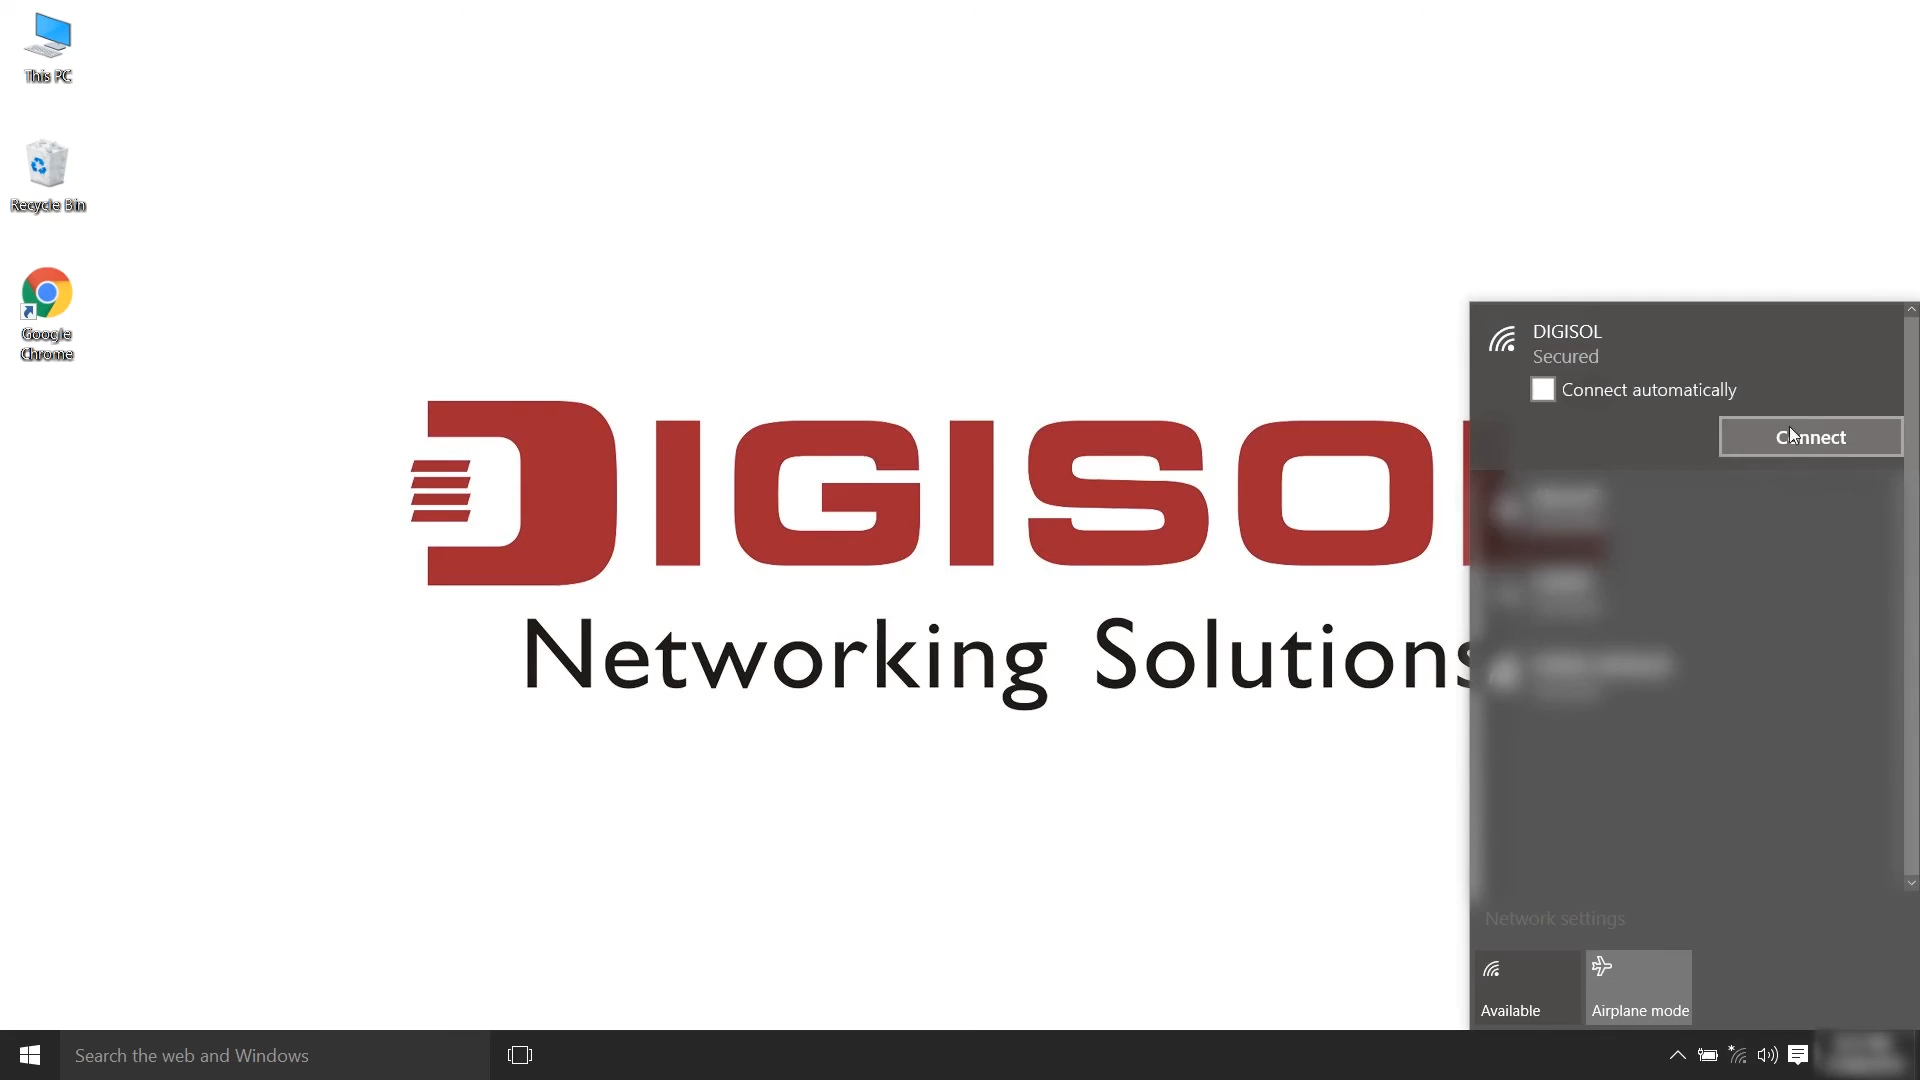 This PC
Recycle Bin
Google
Chrome
DIGISO
Networking Solutions
DIGISOL
Secured
Connect automatically
Connect
Network settings
Available
Airplane mode
Search the web and Windows